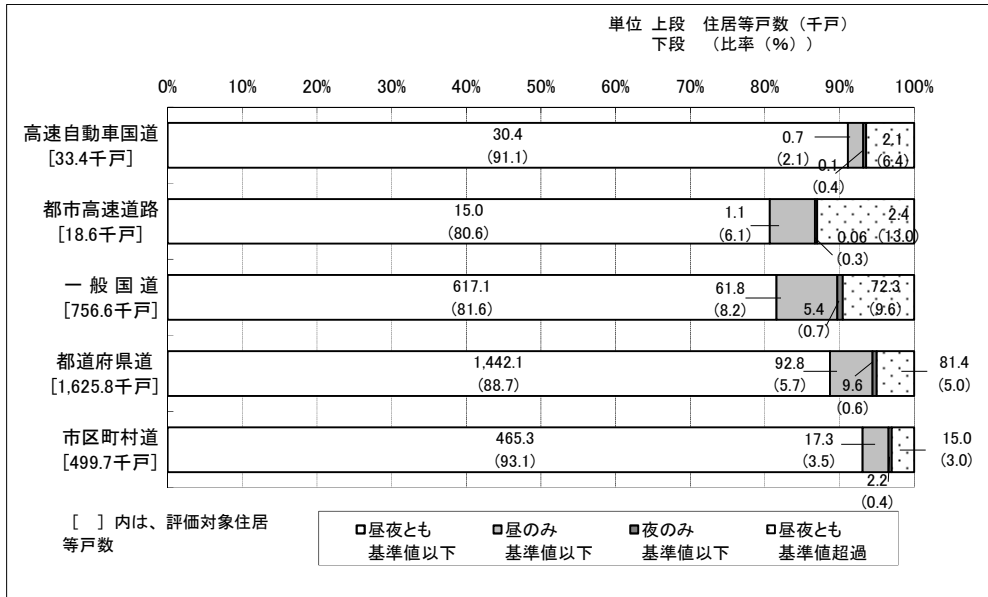 単位 上段 住居等戸数(千戸)
下段 (比率(%))
0% 10% 20% 30% 40% 50% 60% 70% 80% 90% 100%
高速自動車国道
[33.4千戸]
30.4
(91.1)
0.7
(2.1)
0.1
(0.4)
2.1
(6.4)
都市高速道路
[18.6千戸]
15.0
(80.6)
1.1
(6.1)
0.06
(0.3)
2.4
(13.0)
一般国道
[756.6千戸]
617.1
(81.6)
61.8
(8.2)
5.4
(0.7)
72.3
(9.6)
都道府県道
[1,625.8千戸]
1,442.1
(88.7)
92.8
(5.7)
9.6
(0.6)
81.4
(5.0)
市区町村道
[499.7千戸]
465.3
(93.1)
17.3
(3.5)
2.2
(0.4)
15.0
(3.0)
[ ]内は、評価対象住居
等戸数
昼夜とも
基準値以下
昼のみ
基準値以下
夜のみ
基準値以下
昼夜とも
基準値超過